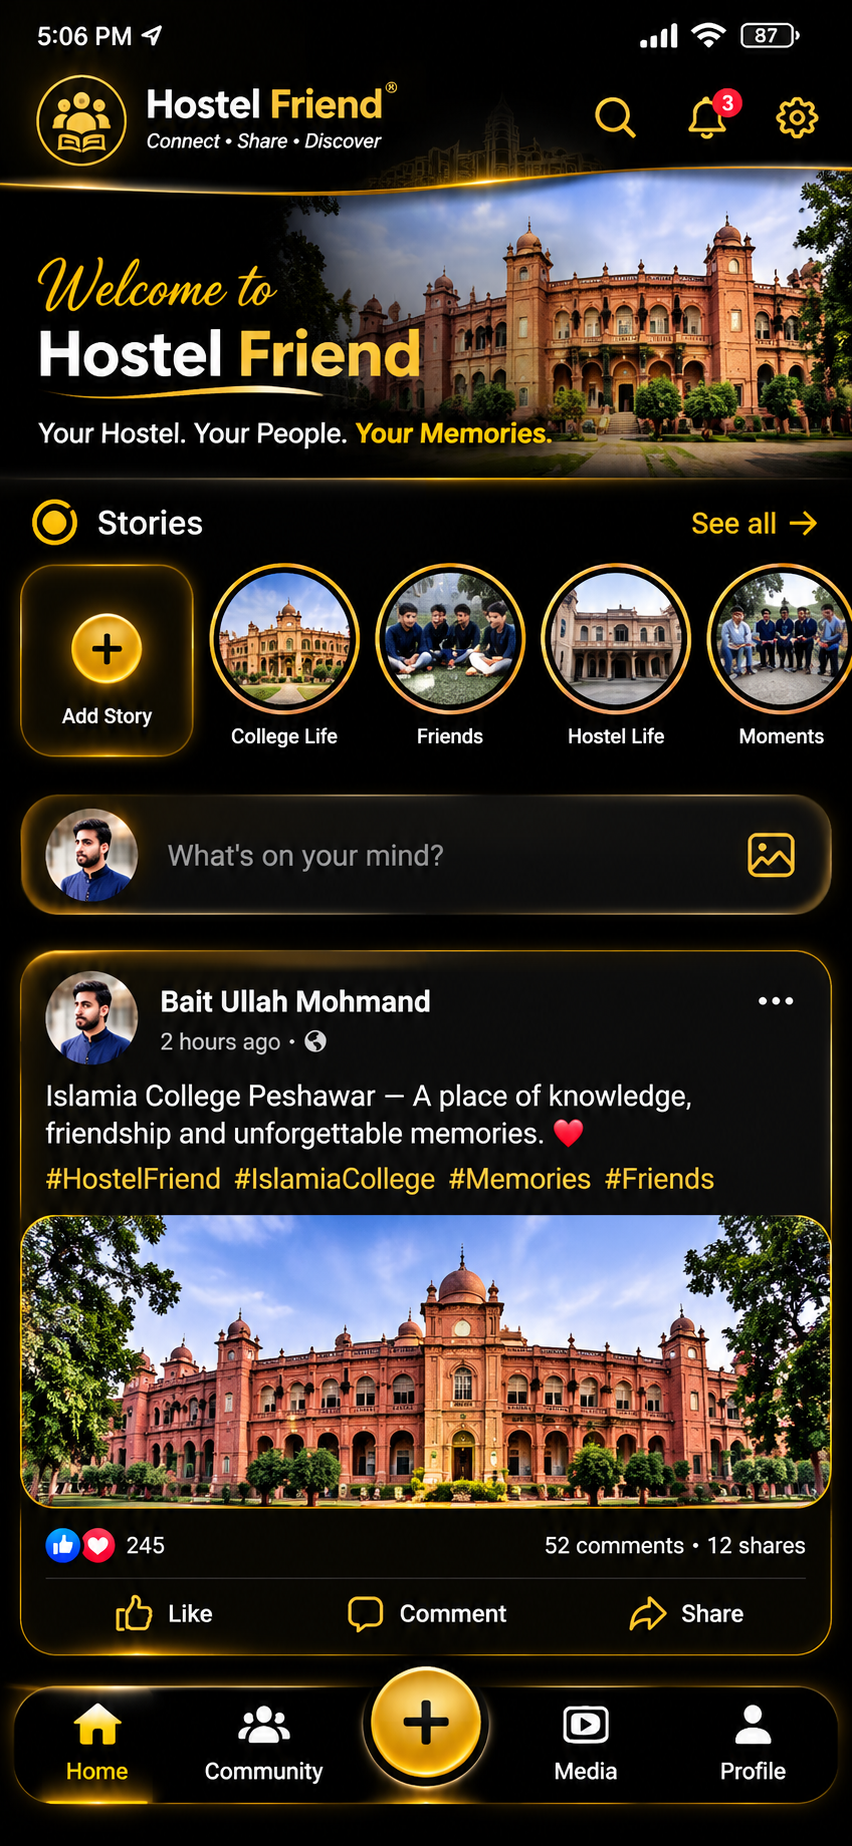 5:06 PM
87
Hostel Friend®
Connect • Share • Discover
3
Welcome to
Hostel Friend
Your Hostel. Your People. Your Memories.
Stories
See all →
Add Story
College Life
Friends
Hostel Life
Moments
What's on your mind?
Bait Ullah Mohmand
2 hours ago •
Islamia College Peshawar — A place of knowledge,
friendship and unforgettable memories. ❤️
#HostelFriend #IslamiaCollege #Memories #Friends
245
52 comments • 12 shares
Like
Comment
Share
Home
Community
Media
Profile